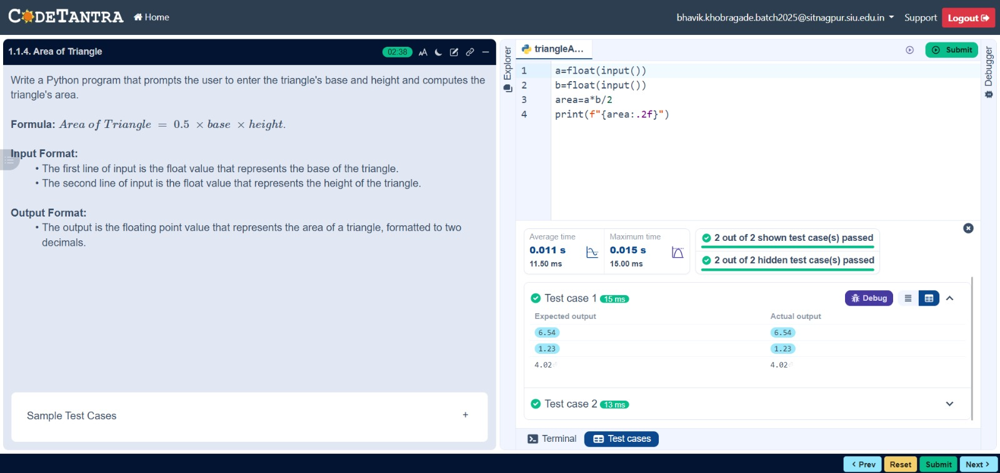 CODETANTRA
Home
bhavik.khobragade.batch2025@sitnagpur.siu.edu.in
Support
Logout
1.1.4. Area of Triangle
02:38
Write a Python program that prompts the user to enter the triangle's base and height and computes the
triangle's area.
Formula: Area of Triangle = 0.5 × base × height.
Input Format:
• The first line of input is the float value that represents the base of the triangle.
• The second line of input is the float value that represents the height of the triangle.
Output Format:
• The output is the floating point value that represents the area of a triangle, formatted to two
decimals.
Sample Test Cases
+
Explorer
triangleA...
Submit
Debugger
1 a=float(input())
2 b=float(input())
3 area=a*b/2
4 print(f"{area:.2f}")
Average time
0.011 s
11.50 ms
Maximum time
0.015 s
15.00 ms
2 out of 2 shown test case(s) passed
2 out of 2 hidden test case(s) passed
Test case 1 15 ms
Debug
Expected output Actual output
6.54 6.54
1.23 1.23
4.02 4.02
Test case 2 13 ms
Terminal
Test cases
< Prev
Reset
Submit
Next >